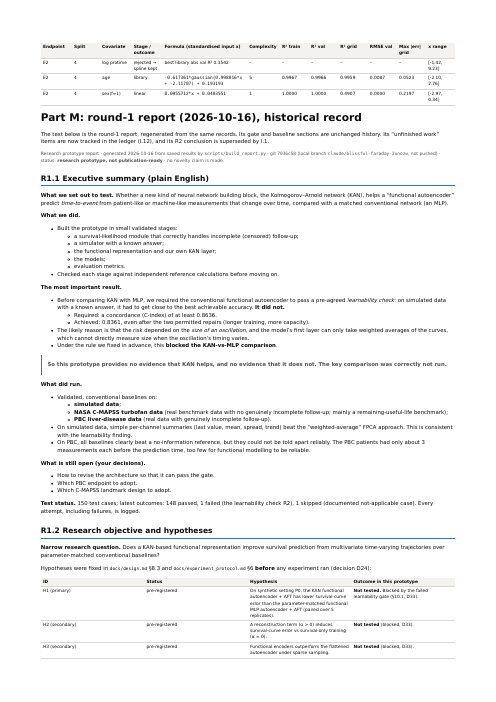 Endpoint Split Covariate Stage / outcome Formula (standardised input x) Complexity R² train R² val R² grid RMSE val Max |err| grid x range
E2 log protime rejected → spline kept best library abs val R² 0.3542 – – – – – – [-1.42, 9.23]
E2 age library -0.617361*gaussian(0.998016*x + -2.11707) + 0.193193 5 0.9967 0.9966 0.9959 0.0087 0.0523 [-2.10, 2.76]
E2 sex(f=1) linear 0.0955711*x + 0.0403551 1 1.0000 1.0000 0.4907 0.0000 0.2197 [-2.97, 0.34]
Part M: round-1 report (2026-10-16), historical record
The text below is the round-1 report, regenerated from the same records. Its gate and baseline sections are unchanged history. Its "unfinished work"
items are now tracked in the ledger (I.12), and its R2 conclusion is superseded by I.1.
Research prototype report · generated 2026-10-16 from saved results by scripts/build_report.py · git
status: research prototype, not publication-ready · no novelty claim is made.
R1.1 Executive summary (plain English)
What we set out to test. Whether a new kind of neural network building block, the Kolmogorov–Arnold network (KAN), helps a "functional autoencoder"
predict time-to-event from patient-like or machine-like measurements that change over time, compared with a matched conventional network (an MLP).
What we did.
• Built the prototype in small validated stages:
○ a survival-likelihood module that correctly handles incomplete (censored) follow-up;
○ a simulator with a known answer;
○ the functional representation and our own KAN layer;
○ the models;
○ evaluation metrics.
• Checked each stage against independent reference calculations before moving on.
The most important result.
• Before comparing KAN with MLP, we required the conventional functional autoencoder to pass a pre-agreed learnability check: on simulated data
with a known answer, it had to get close to the best achievable accuracy. It did not.
○ Required: a concordance (C-index) of at least 0.8636.
○ Achieved: 0.8361, even after the two permitted repairs (longer training, more capacity).
• The likely reason is that the risk depended on the size of an oscillation, and the model's first layer can only take weighted averages of the curves,
which cannot directly measure size when the oscillation's timing varies.
• Under the rule we fixed in advance, this blocked the KAN-vs-MLP comparison.
So this prototype provides no evidence that KAN helps, and no evidence that it does not. The key comparison was not run.
What did run.
• Validated, conventional baselines on:
○ simulated data;
○ NASA C-MAPSS turbofan data (real benchmark data with no genuinely incomplete follow-up; mainly a remaining-useful-life benchmark);
○ PBC liver-disease data (real data with genuinely incomplete follow-up).
• On simulated data, simple per-channel summaries (last value, mean, spread, trend) beat the "weighted-average" FPCA approach. This is consistent
with the learnability finding.
• On PBC, all baselines clearly beat a no-information reference, but they could not be told apart reliably. The PBC patients had only about 3
measurements each before the prediction time, too few for functional modelling to be reliable.
What is still open (your decisions).
• How to revise the architecture so that it can pass the gate.
• Which PBC endpoint to adopt.
• Which C-MAPSS landmark design to adopt.
Test status. 150 test cases; latest outcomes: 148 passed, 1 failed (the learnability check R2), 1 skipped (documented not-applicable case). Every
attempt, including failures, is logged.
R1.2 Research objective and hypotheses
Narrow research question. Does a KAN-based functional representation improve survival prediction from multivariate time-varying trajectories over
parameter-matched conventional baselines?
Hypotheses were fixed in docs/design.md §8.3 and docs/experiment_protocol.md §6 before any experiment ran (decision D24):
ID Status Hypothesis Outcome in this prototype
H1 (primary) pre-registered On synthetic setting P0, the KAN functional autoencoder + AFT has lower survival-curve error than the parameter-matched functional MLP autoencoder + AFT (paired over 5 replicates). Not tested. Blocked by the failed learnability gate (§10.1, D33).
H2 (secondary) pre-registered A reconstruction term (α > 0) reduces survival-curve error vs survival-only training (α = 0). Not tested (blocked, D33).
H3 (secondary) pre-registered Functional encoders outperform the flattened autoencoder under sparse sampling. Not tested (blocked, D33).